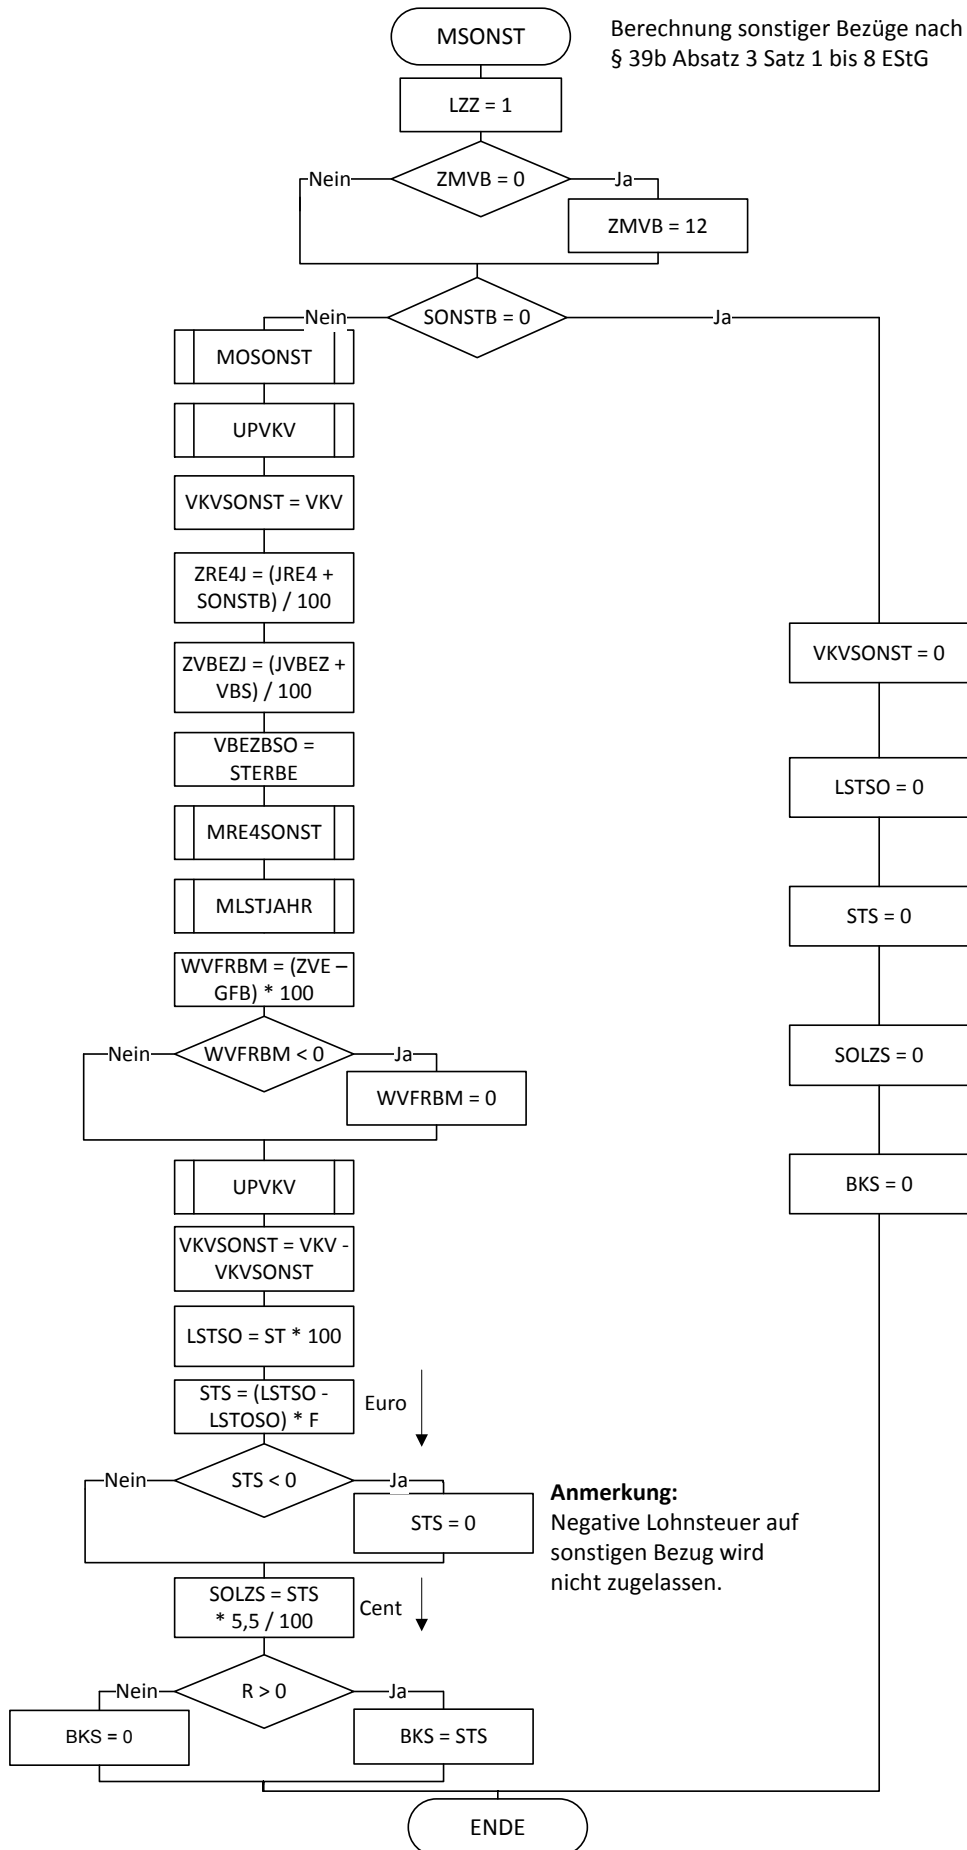 MSONST
Berechnung sonstiger Bezüge nach
§ 39b Absatz 3 Satz 1 bis 8 EStG
LZZ = 1
Nein
ZMVB = 0
Ja
ZMVB = 12
Nein
SONSTB = 0
Ja
MOSONST
UPVKV
VKVSONST = VKV
ZRE4J = (JRE4 +
SONSTB) / 100
ZVBEZJ = (JVBEZ +
VBS) / 100
VKVSONST = 0
VBEZBSO =
STERBE
LSTSO = 0
MRE4SONST
MLSTJAHR
STS = 0
WVFRBM = (ZVE –
GFB) * 100
Nein
WVFRBM < 0
Ja
SOLZS = 0
WVFRBM = 0
UPVKV
BKS = 0
VKVSONST = VKV -
VKVSONST
LSTSO = ST * 100
STS = (LSTSO -
LSTOSO) * F
Euro
Nein
STS < 0
Ja
STS = 0
Anmerkung:
Negative Lohnsteuer auf
sonstigen Bezug wird
nicht zugelassen.
SOLZS = STS
* 5,5 / 100
Cent
Nein
R > 0
Ja
BKS = 0
BKS = STS
ENDE